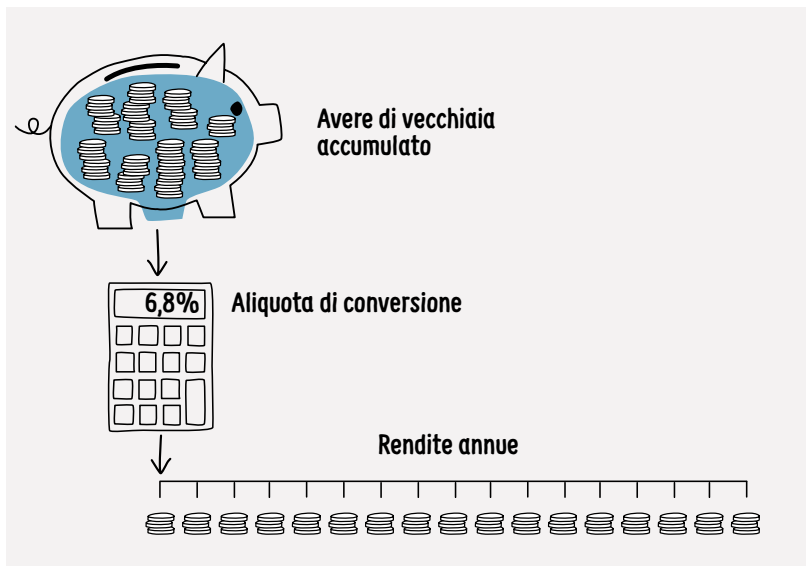 Avere di vecchiaia
accumulato
6,8%
Aliquota di conversione
Rendite annue